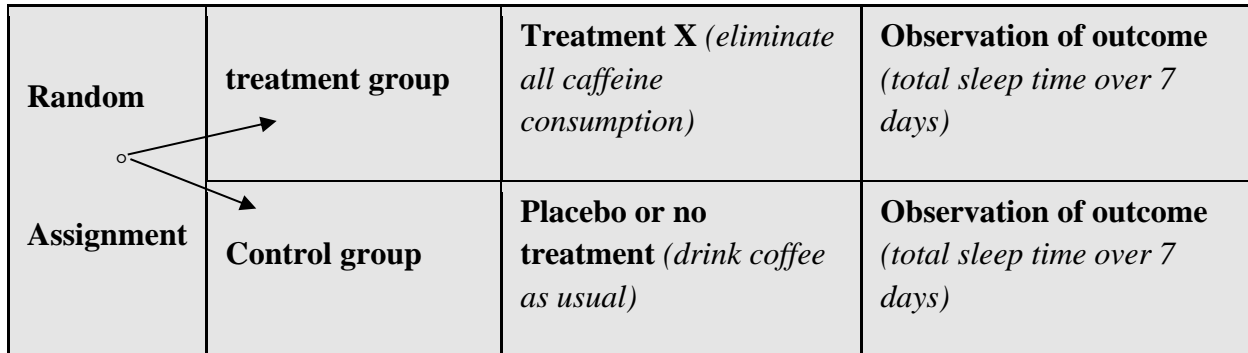 Random
Assignment
treatment group
Treatment X (eliminate
all caffeine
consumption)
Observation of outcome
(total sleep time over 7
days)
Control group
Placebo or no
treatment (drink coffee
as usual)
Observation of outcome
(total sleep time over 7
days)